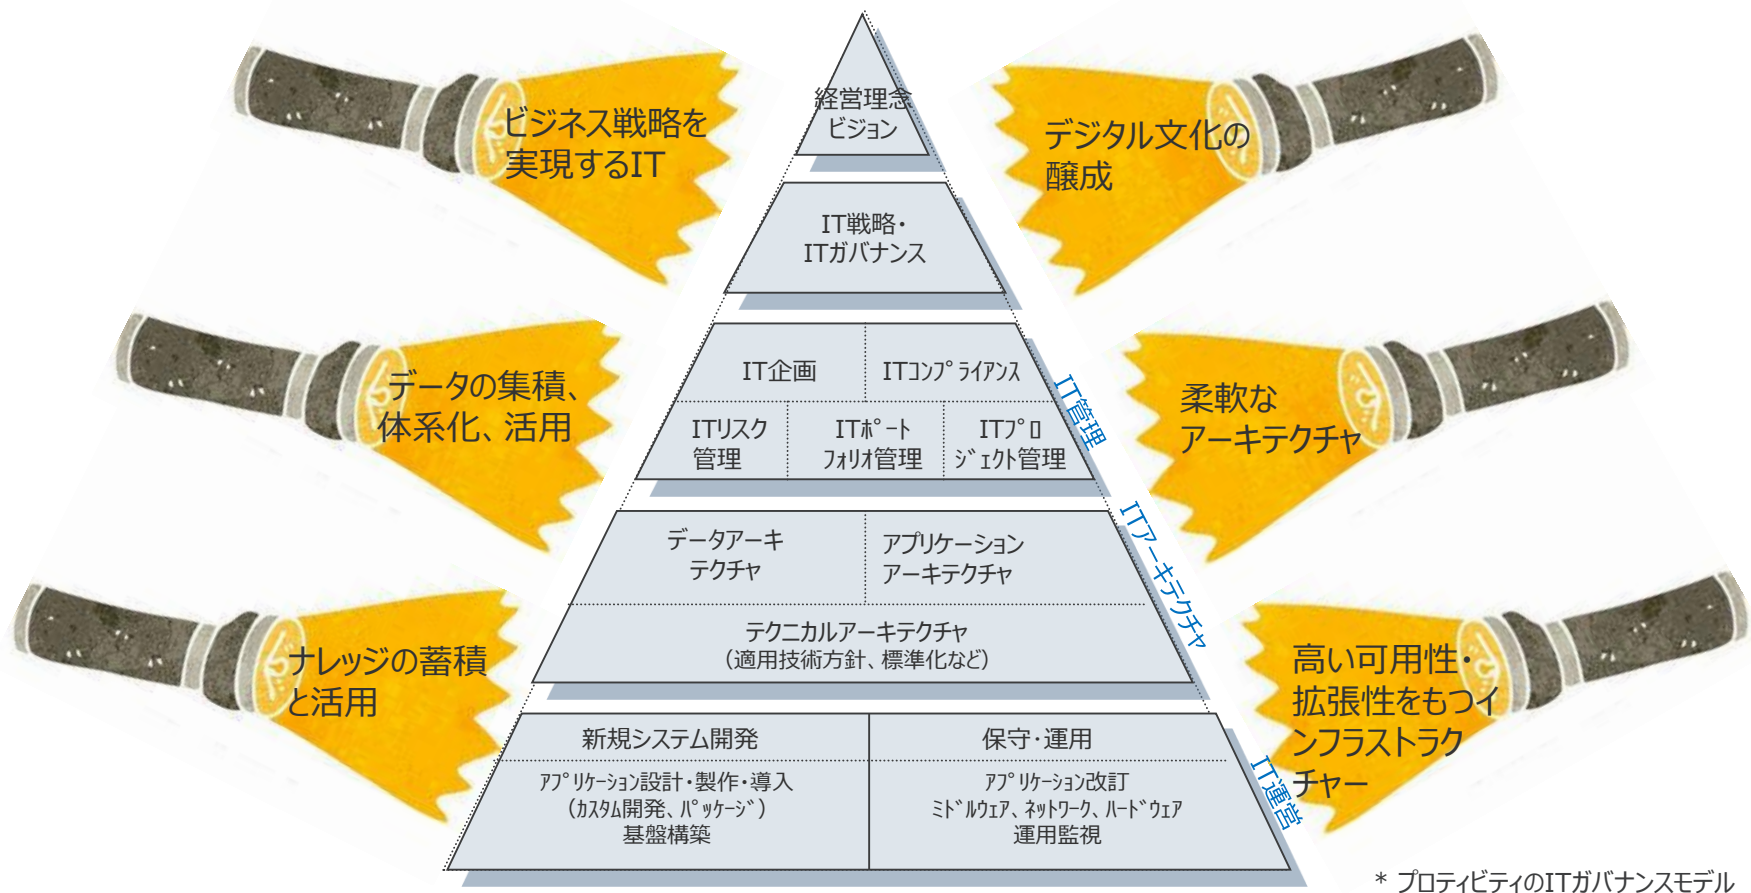 経営理念
ビジョン
ビジネス戦略を
実現するIT
デジタル文化の
醸成
IT戦略・
ITガバナンス
データの集積、
体系化、活用
IT企画
ITｺﾝﾌﾟﾗｲｱﾝｽ
ITリスク
管理
ITﾎﾟｰﾄ
ﾌｫﾘｵ管理
ITﾌﾟﾛ
ｼﾞｪｸﾄ管理
IT管理
柔軟な
アーキテクチャ
データアーキ
テクチャ
アプリケーション
アーキテクチャ
テクニカルアーキテクチャ
（適用技術方針、標準化など）
ITアーキテクチャ
ナレッジの蓄積
と活用
高い可用性・
拡張性をもつイ
ンフラストラク
チャー
新規システム開発
保守・運用
ｱﾌﾟﾘｹｰｼｮﾝ設計・製作・導入
（ｶｽﾀﾑ開発、ﾊﾟｯｹｰｼﾞ）
基盤構築
ｱﾌﾟﾘｹｰｼｮﾝ改訂
ﾐﾄﾞﾙｳｪｱ、ﾈｯﾄﾜｰｸ、ﾊｰﾄﾞｳｪｱ
運用監視
IT運営
* プロティビティのITガバナンスモデル